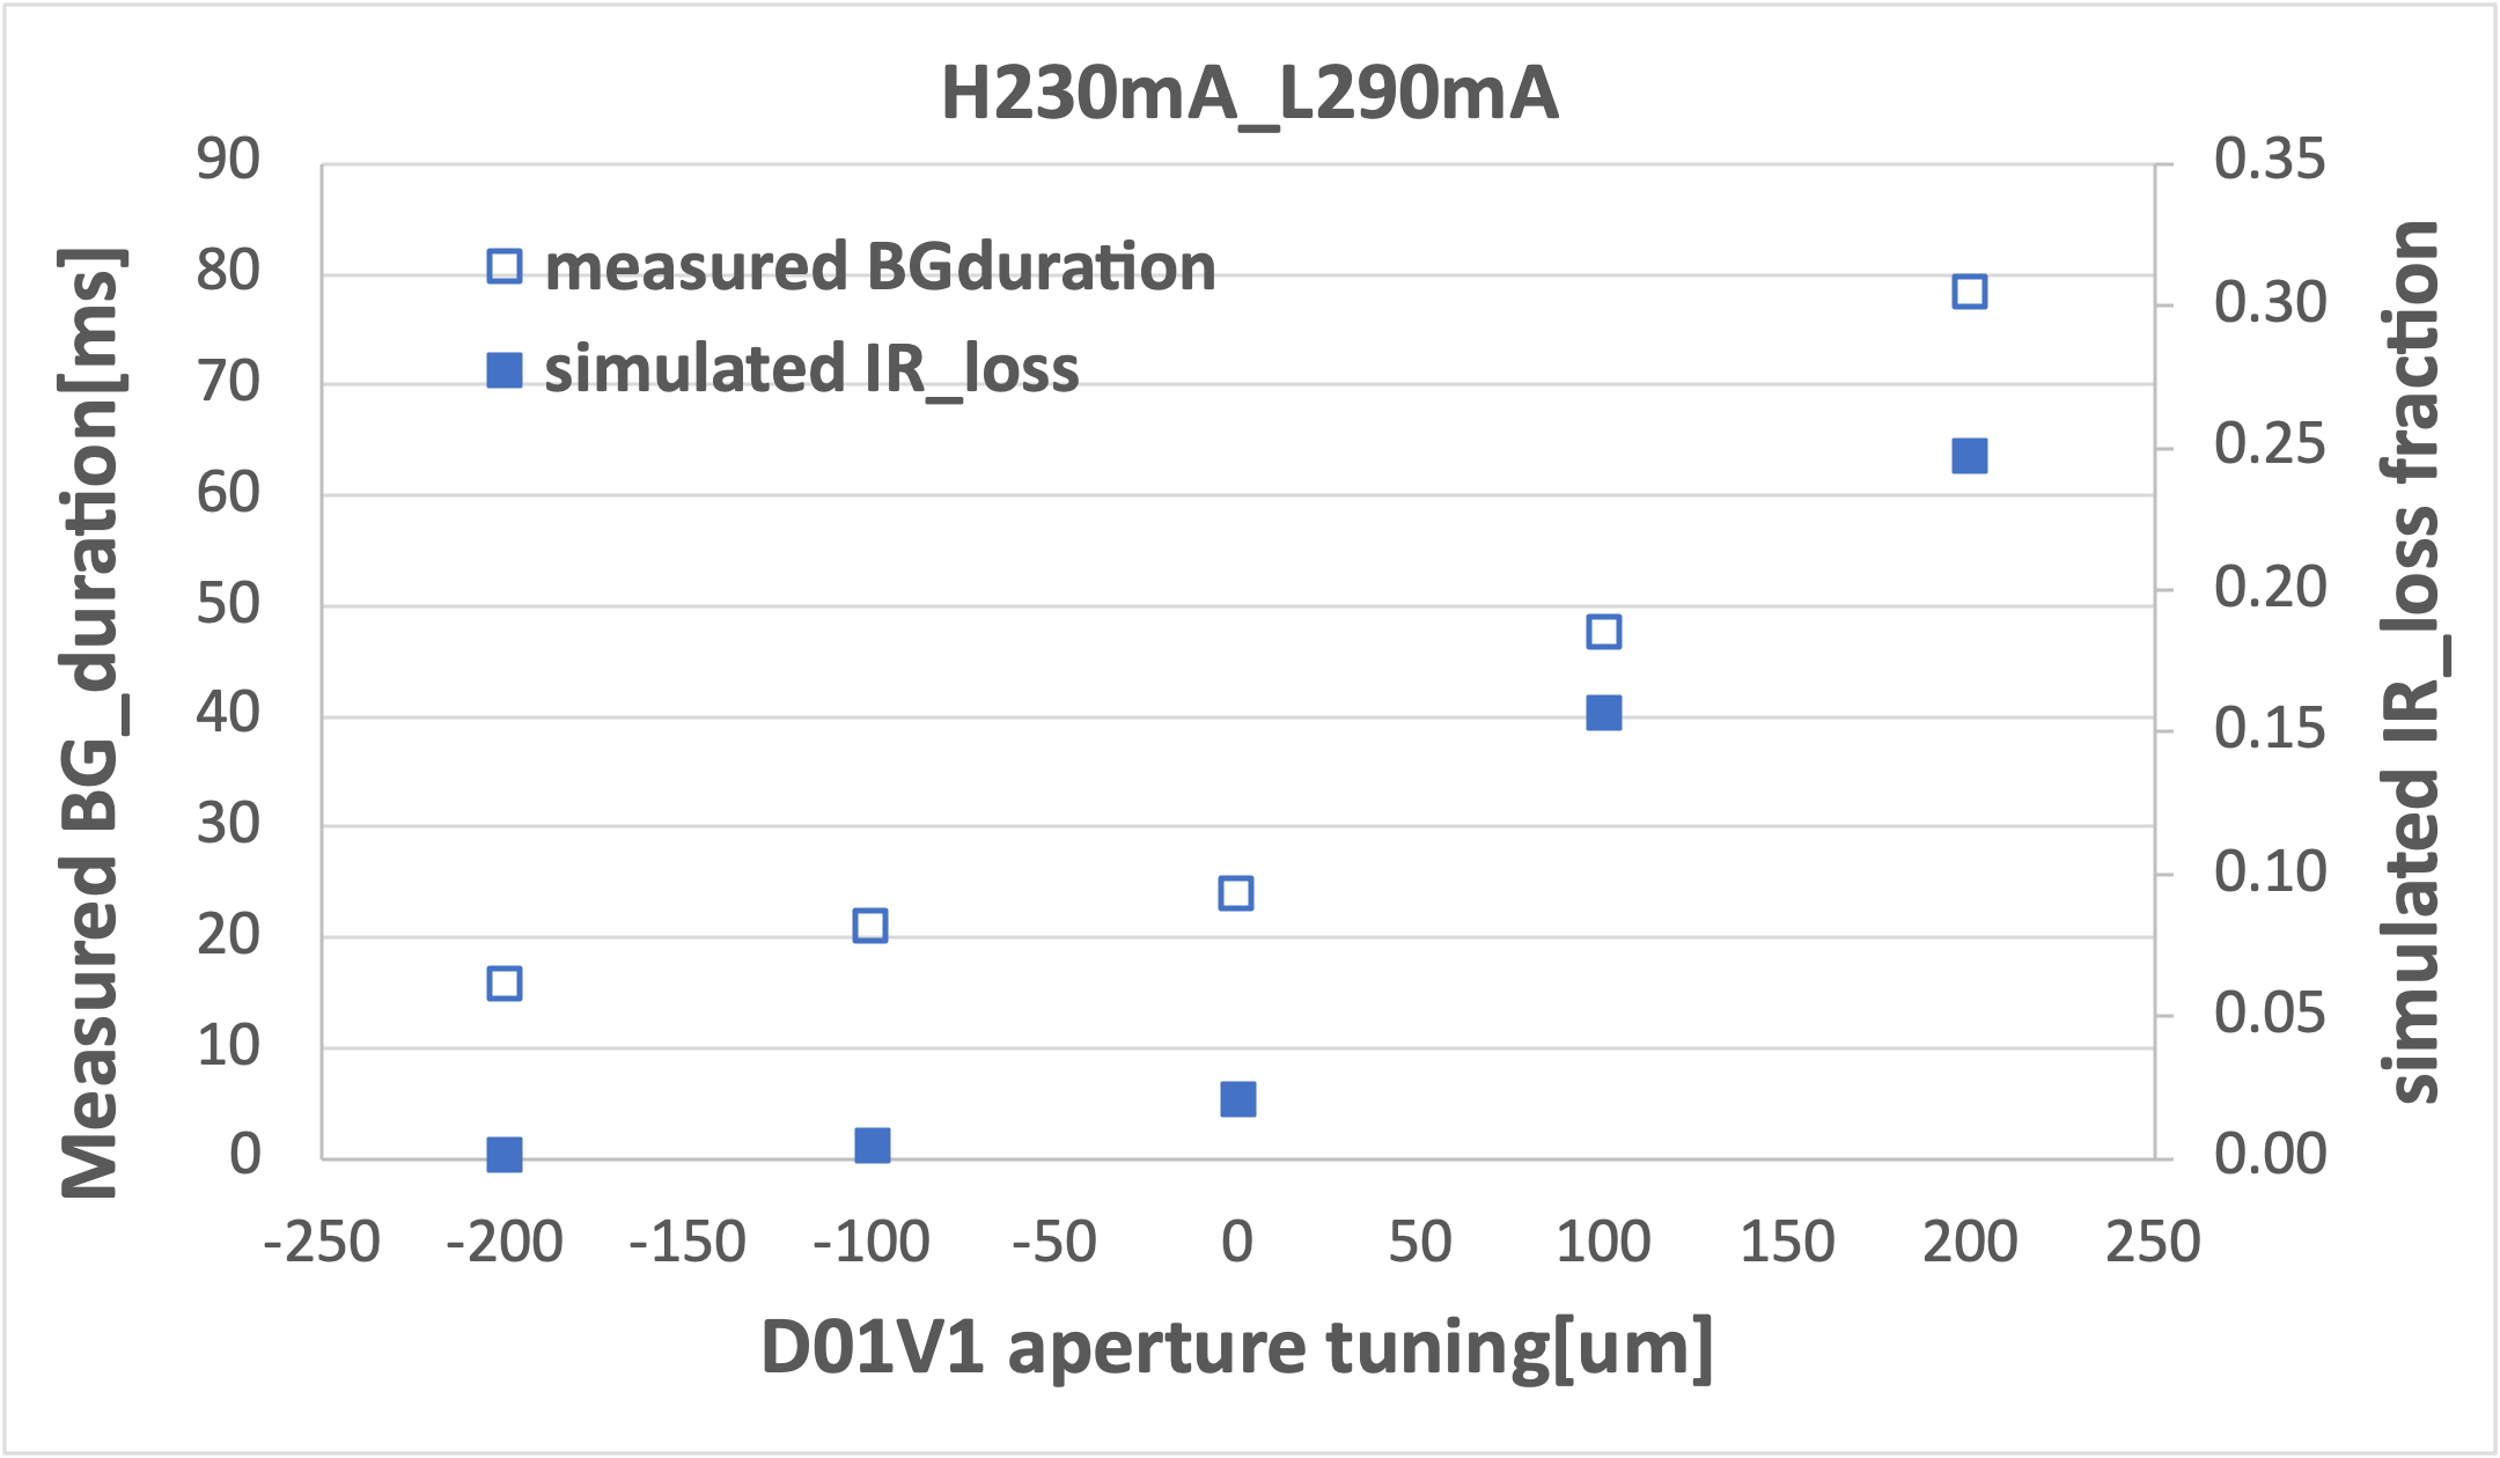 H230mA_L290mA
Measured BG_duration[ms]
90
80
70
60
50
40
30
20
10
0
measured BGduration
simulated IR_loss
0.35
0.30
0.25
0.20
0.15
0.10
0.05
0.00
simulated IR_loss fraction
-250 -200 -150 -100 -50 0 50 100 150 200 250
D01V1 aperture tuning[um]